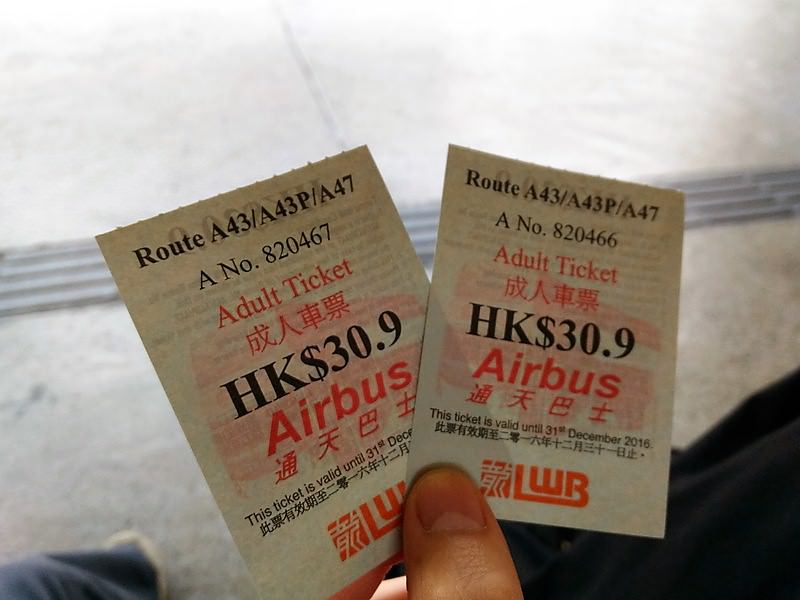 Route A43/A43P/A47
A No. 820467
Adult Ticket
成人車票
HK$30.9
Airbus
通天巴士
This ticket is valid until 31st Dece
此票有效期至二零一六年十二月
Route A43/A43P/A47
A No. 820466
Adult Ticket
成人車票
HK$30.9
Airbus
通天巴士
This ticket is valid until 31st December 2016.
此票有效期至二零一六年十二月三十一日止。
LWB